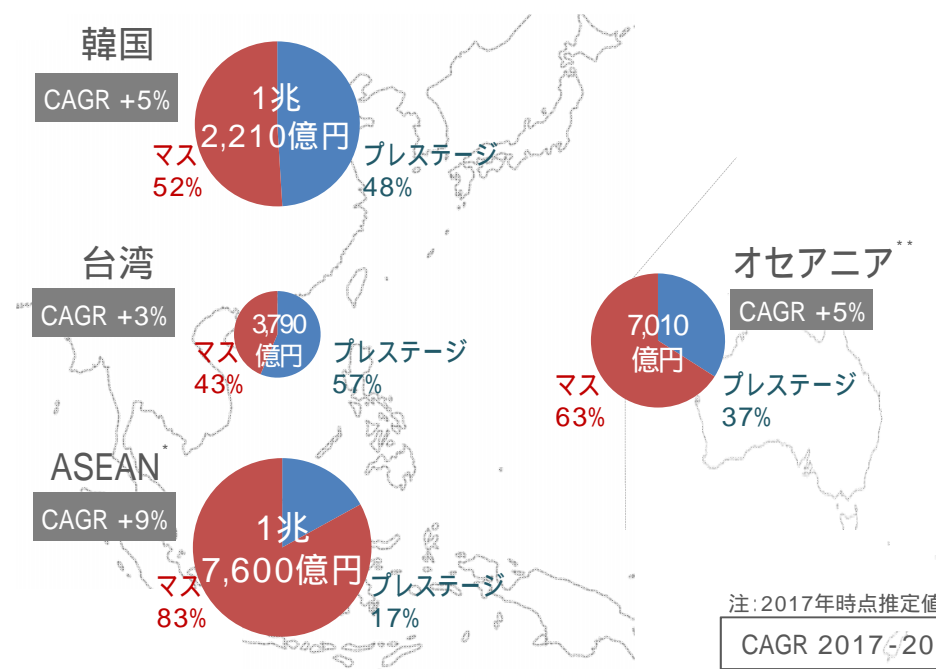 韓国
CAGR +5%
1兆
2,210億円
マス
52%
プレステージ
48%
台湾
CAGR +3%
3,790
億円
マス
43%
プレステージ
57%
オセアニア**
CAGR +5%
7,010
億円
マス
63%
プレステージ
37%
ASEAN*
CAGR +9%
1兆
7,600億円
マス
83%
プレステージ
17%
注:2017年時点推定値
CAGR 2017-20